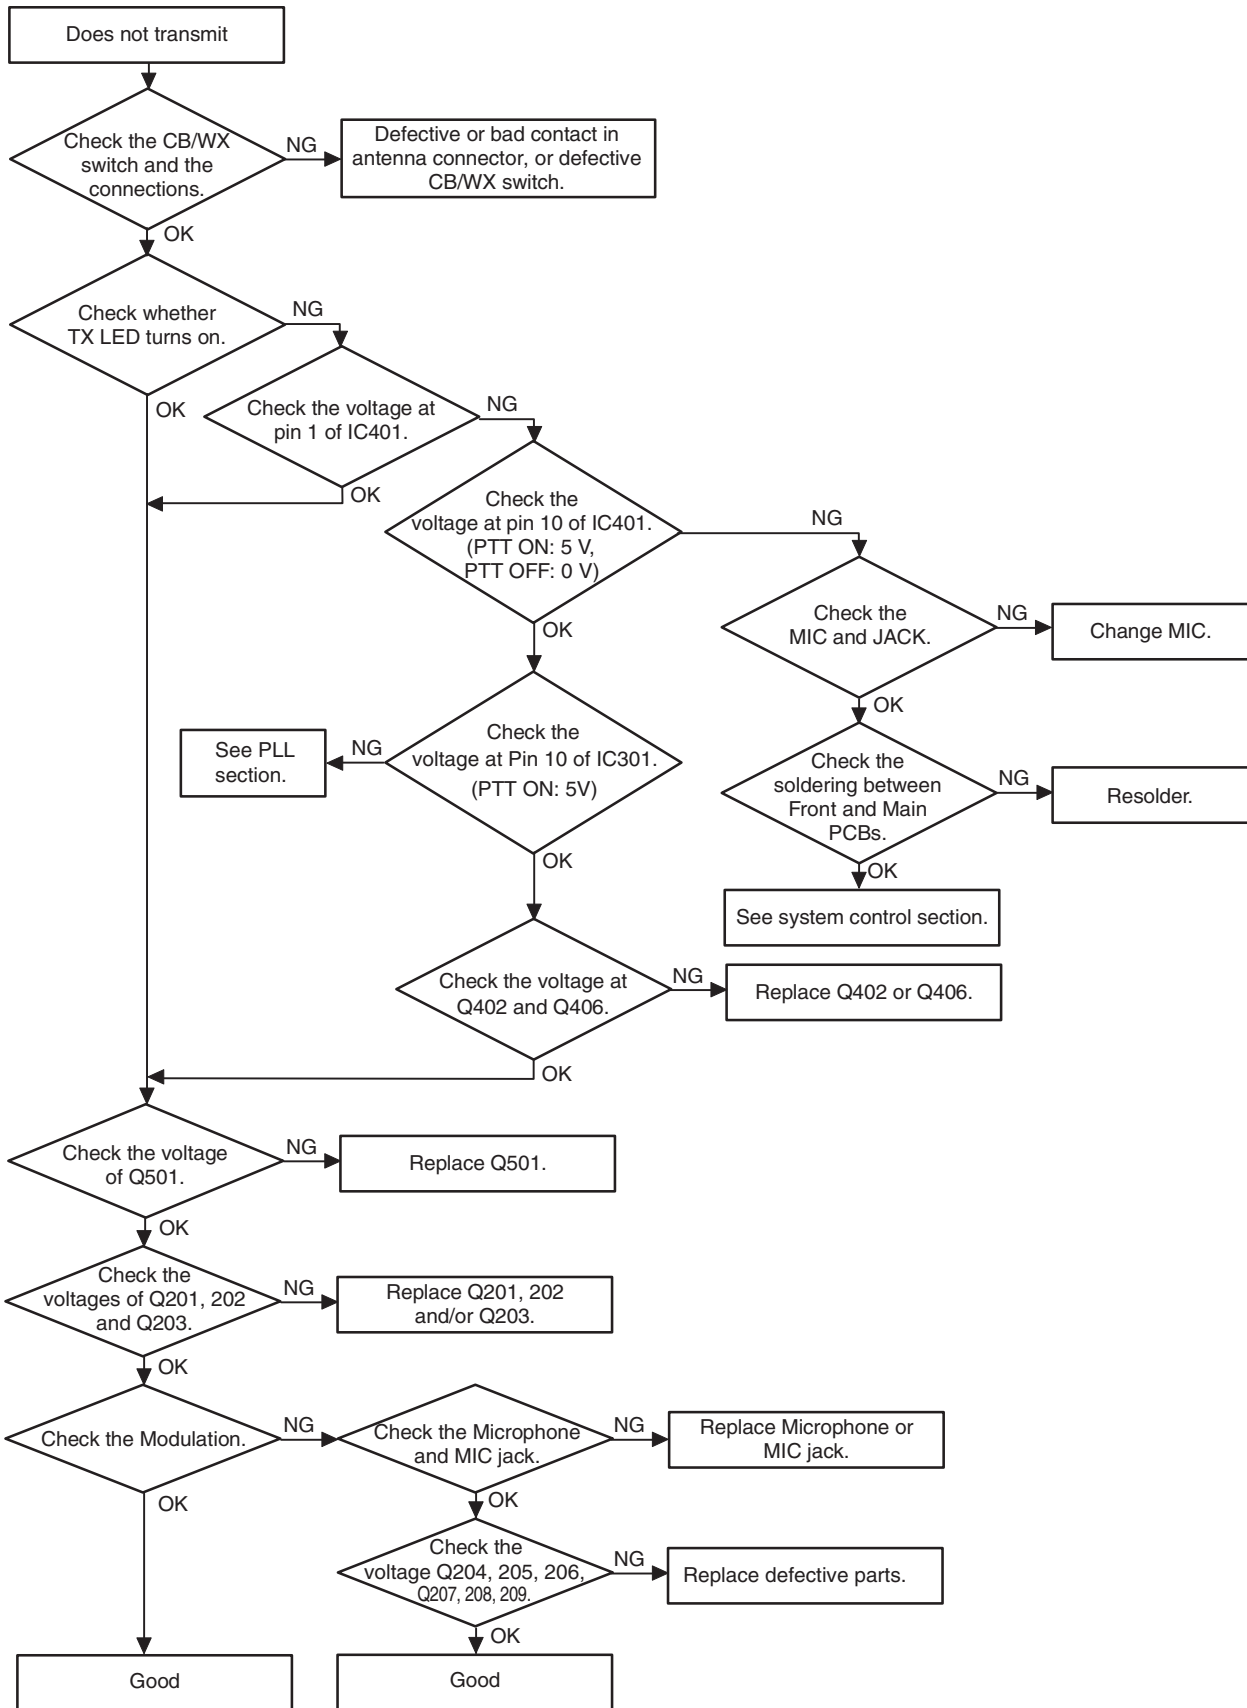 Does not transmit
Check the CB/WX
switch and the
connections.
NG
Defective or bad contact in
antenna connector, or defective
CB/WX switch.
OK
Check whether
TX LED turns on.
NG
OK
Check the voltage at
pin 1 of IC401.
NG
OK
Check the
voltage at pin 10 of IC401.
(PTT ON: 5 V,
PTT OFF: 0 V)
NG
OK
Check the
MIC and JACK.
NG
Change MIC.
OK
Check the
voltage at Pin 10 of IC301.
(PTT ON: 5V)
NG
See PLL
section.
OK
Check the
soldering between
Front and Main
PCBs.
NG
Resolder.
OK
See system control section.
Check the voltage at
Q402 and Q406.
NG
Replace Q402 or Q406.
OK
Check the voltage
of Q501.
NG
Replace Q501.
OK
Check the
voltages of Q201, 202
and Q203.
NG
Replace Q201, 202
and/or Q203.
OK
Check the Modulation.
NG
Check the Microphone
and MIC jack.
NG
Replace Microphone or
MIC jack.
OK
OK
Check the
voltage Q204, 205, 206,
Q207, 208, 209.
NG
Replace defective parts.
OK
Good
Good